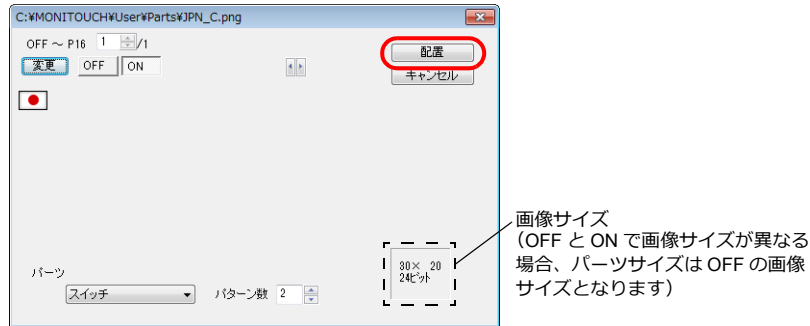 C:¥MONITOUCH¥User¥Parts¥JPN_C.png
OFF ～ P16 1 /1
配置
変更 OFF ON
キャンセル
画像サイズ
（OFF と ON で画像サイズが異なる
場合、パーツサイズは OFF の画像
サイズとなります）
30× 20
24ビット
パーツ
スイッチ パターン数 2